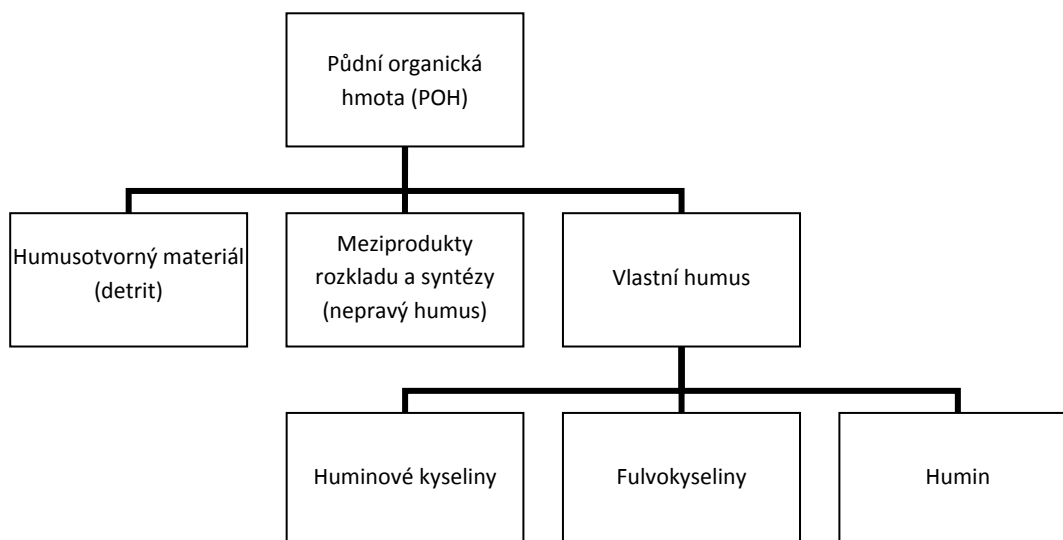 Půdní organická
hmota (POH)
Humusotvorný materiál
(detrit)
Meziprodukty
rozkladu a syntézy
(nepravý humus)
Vlastní humus
Huminové kyseliny
Fulvokyseliny
Humin